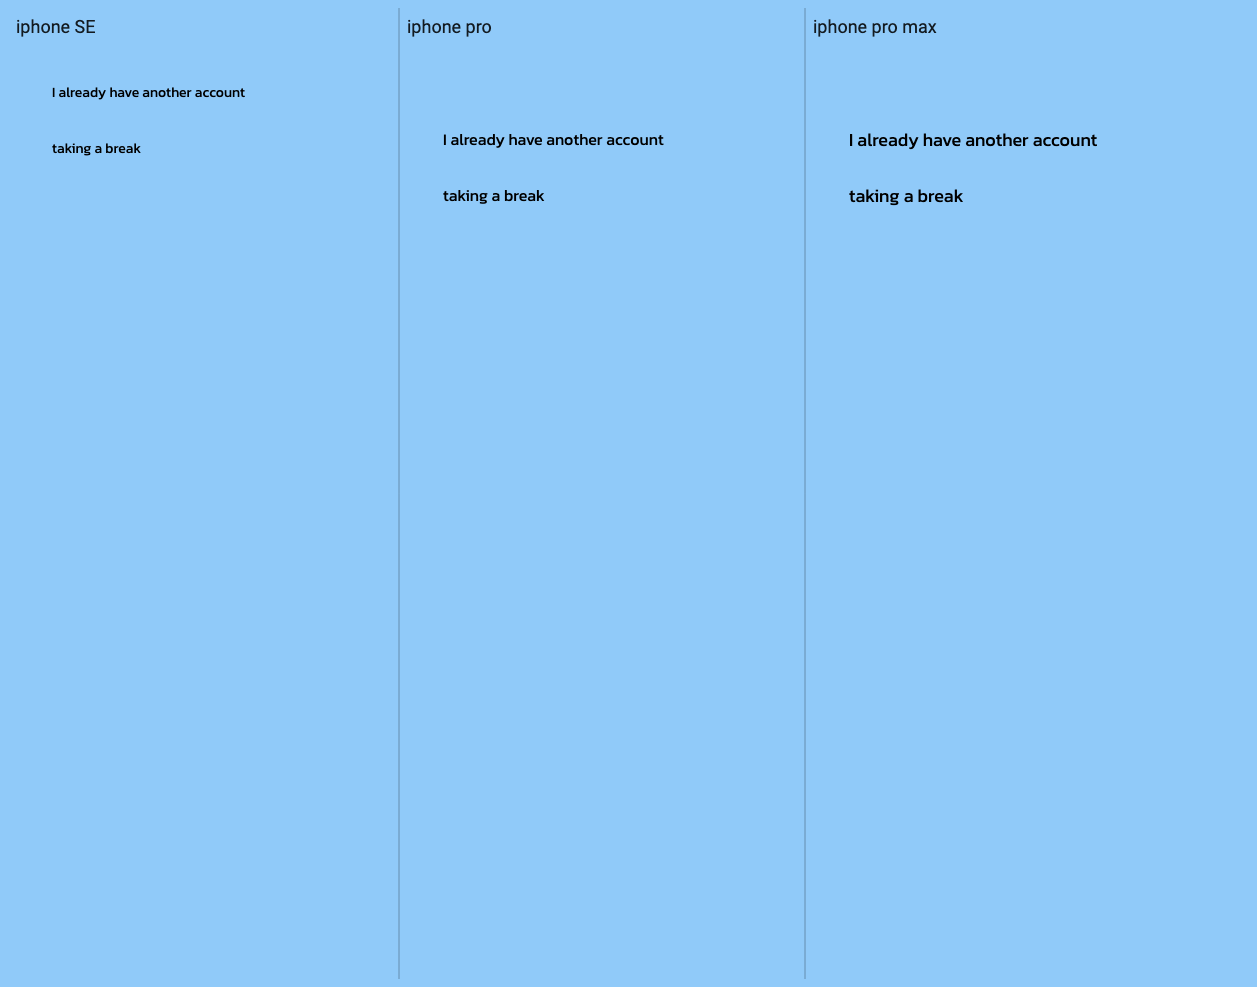 iphone SE
I already have another account
taking a break
iphone pro
I already have another account
taking a break
iphone pro max
I already have another account
taking a break